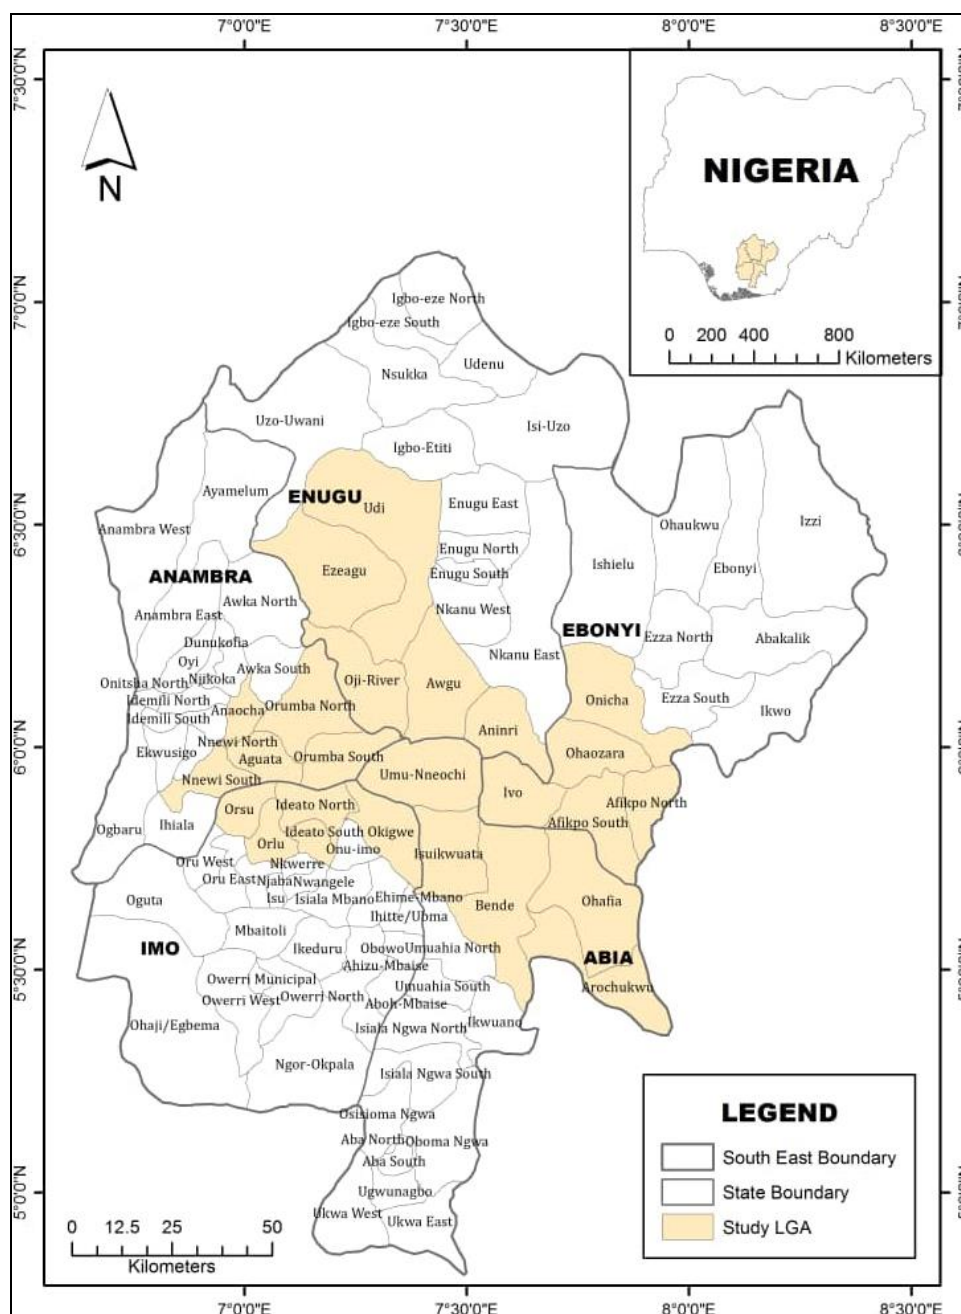 7°0'0"E 7°30'0"E 8°0'0"E 8°30'0"E
7°30'0"N
N
NIGERIA
0 200 400 800
Kilometers
7°0'0"N
Igbo-eze North
Igbo-eze South
Udenu
Nsukka
Uzo-Uwani
Isi-Uzo
Igbo-Etiti
Ayamelum
ENUGU
Udi
Enugu East
6°30'0"N
Anambra West
Ohaukwu
Izzi
Enugu North
Ezeagu
Enugu South
Ishielu
Ebonyi
ANAMBRA
Awka North
Nkanu West
Anambra East
EBONYI
Ezza North
Abakalik
Dunukofia
Oyi
Nkanu East
Awka South
Onitsha North
Njikoka
Oji-River
Awgu
Idemili North
Anaocha
Orumba North
Onicha
Ezza South
Ikwo
Idemili South
Aninri
Ekwusigo
Nnewi North
Aguata
Orumba South
Ohaozara
6°0'0"N
Nnewi South
Umu-Nneochi
Ivo
Afikpo North
Orsu
Ideato North
Afikpo South
Ogbaru
Ihiala
Ideato South
Okigwe
Orlu
Onu-imo
Isuikwuata
Oru West
Nkwerre
Oru East
Njaba
Nwangele
Oguta
Isu
Isiala Mbano
Ehime-Mbano
Bende
Ohafia
Ihitte/Ubma
Mbaitoli
IMO
Ikeduru
Obowo
Umuahia North
ABIA
5°30'0"N
Ahizu-Mbaise
Owerri Municipal
Umuahia South
Arochukwu
Owerri West
Owerri North
Aboh-Mbaise
Ohaji/Egbema
Isiala Ngwa North
Ikwuano
Ngor-Okpala
Isiala Ngwa South
Osisioma Ngwa
Aba North
Oboma Ngwa
Aba South
5°0'0"N
Ugwunagbo
Ukwa West
Ukwa East
LEGEND
South East Boundary
State Boundary
Study LGA
0 12.5 25 50
Kilometers
7°0'0"E 7°30'0"E 8°0'0"E 8°30'0"E